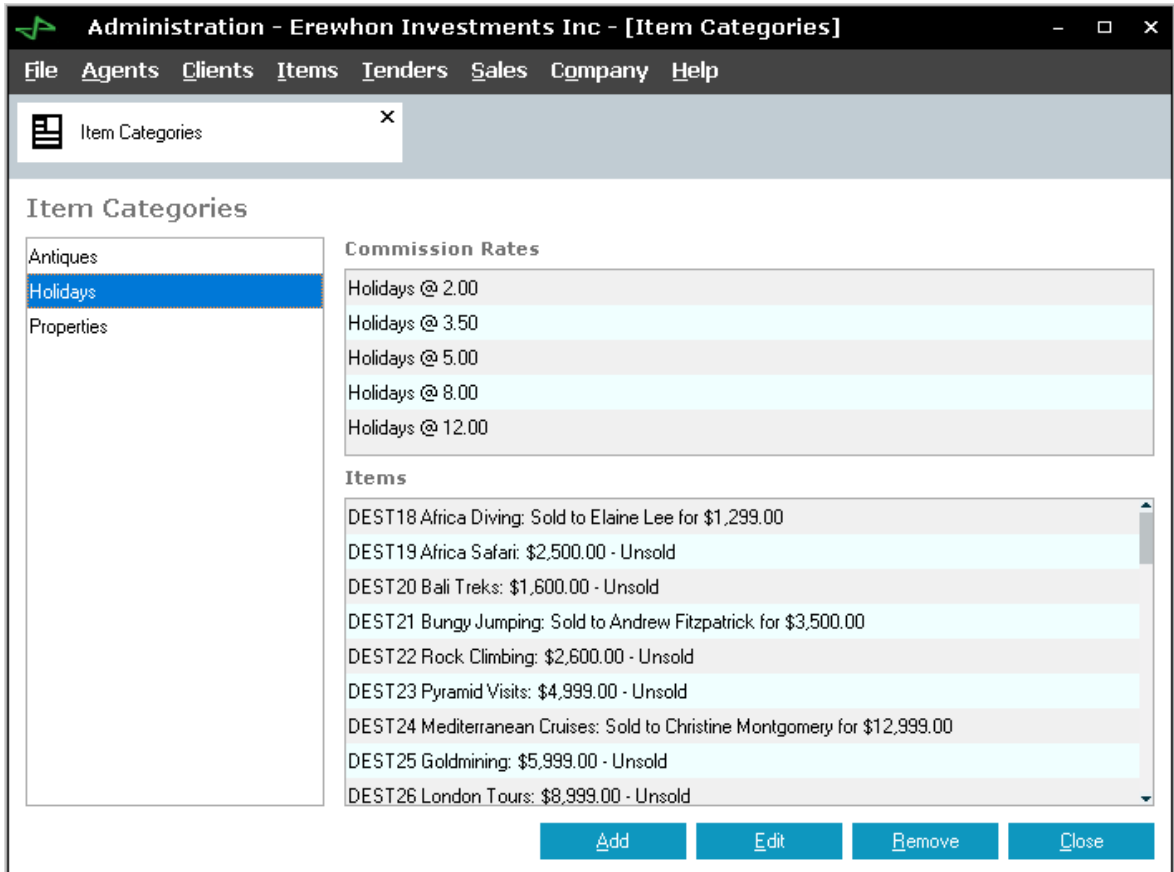 Administration - Erewhon Investments Inc - [Item Categories]
File Agents Clients Items Tenders Sales Company Help
Item Categories
Item Categories
Antiques
Holidays
Properties
Commission Rates
Holidays @ 2.00
Holidays @ 3.50
Holidays @ 5.00
Holidays @ 8.00
Holidays @ 12.00
Items
DEST18 Africa Diving: Sold to Elaine Lee for $1,299.00
DEST19 Africa Safari: $2,500.00 - Unsold
DEST20 Bali Treks: $1,600.00 - Unsold
DEST21 Bungy Jumping: Sold to Andrew Fitzpatrick for $3,500.00
DEST22 Rock Climbing: $2,600.00 - Unsold
DEST23 Pyramid Visits: $4,999.00 - Unsold
DEST24 Mediterranean Cruises: Sold to Christine Montgomery for $12,999.00
DEST25 Goldmining: $5,999.00 - Unsold
DEST26 London Tours: $8,999.00 - Unsold
Add Edit Remove Close